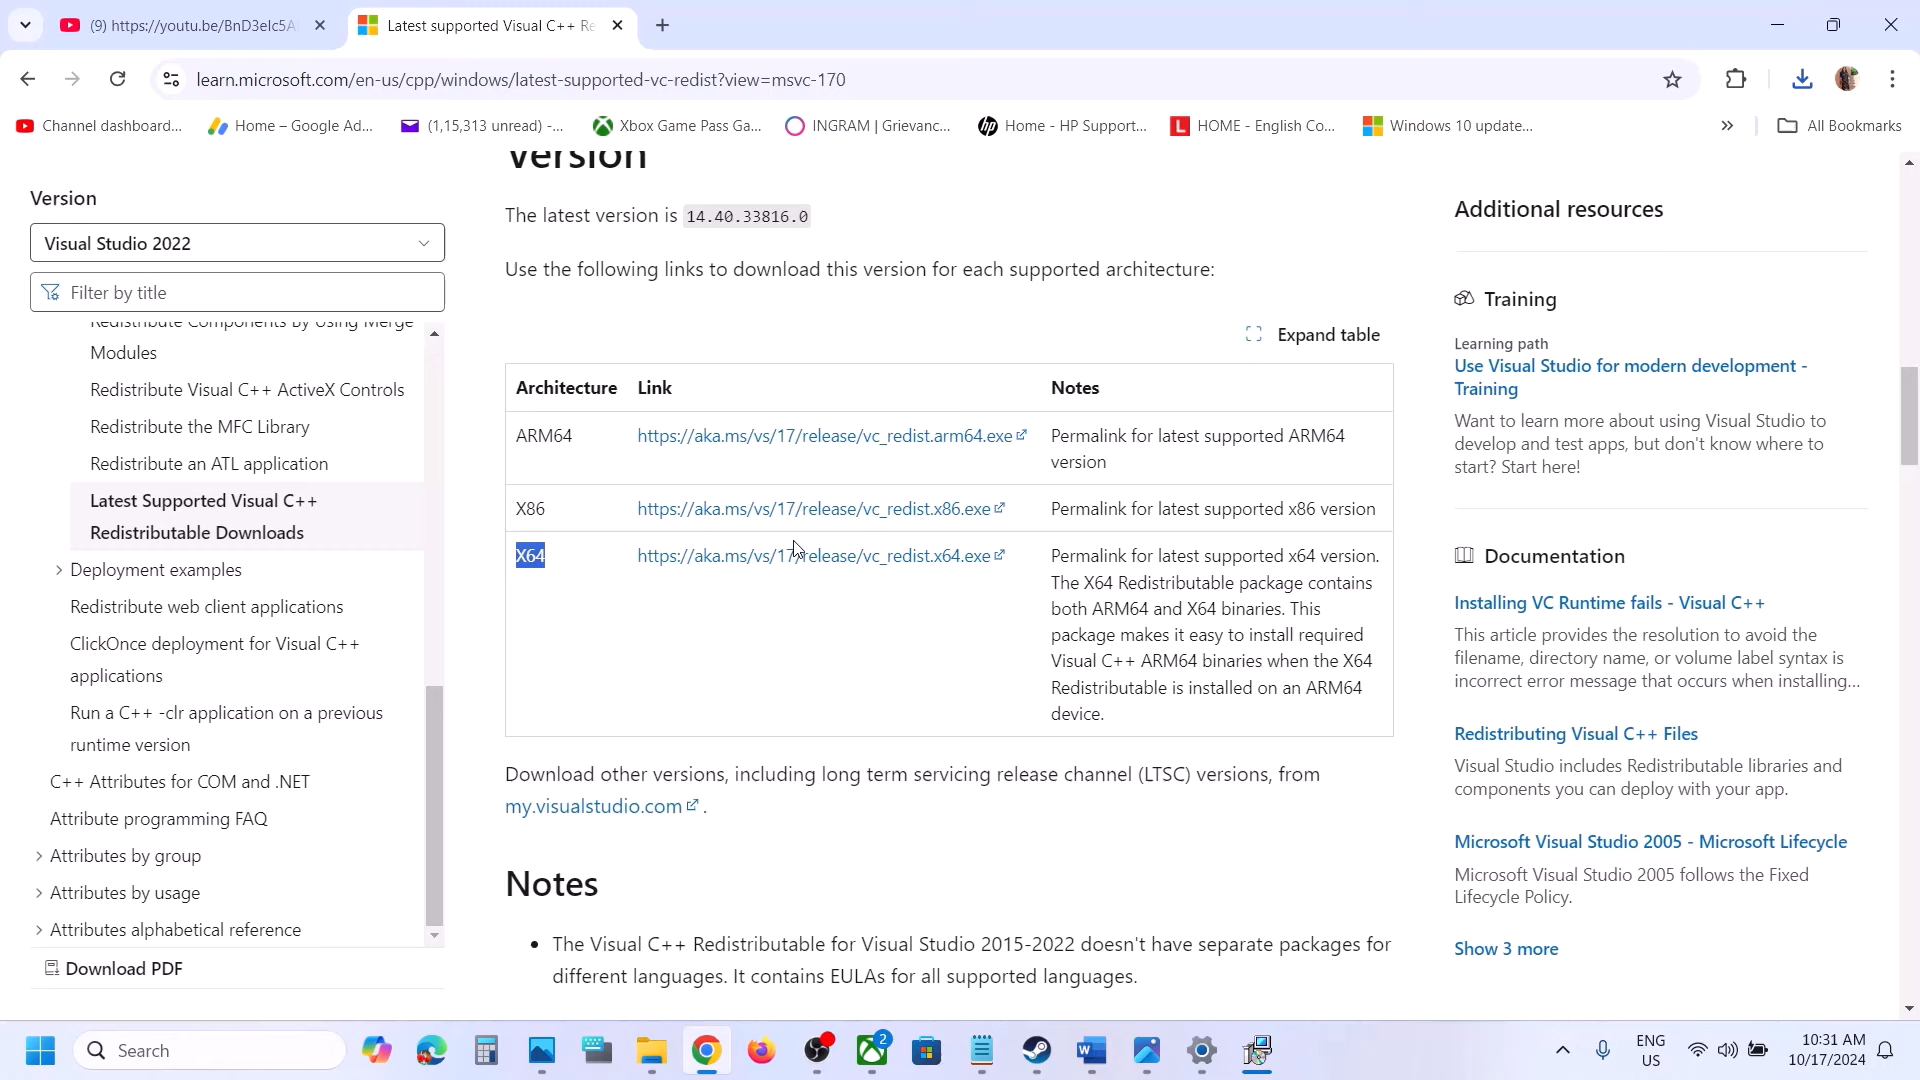 (9) https://youtu.be/BnD3eIc5A
Latest supported Visual C++ Re
learn.microsoft.com/en-us/cpp/windows/latest-supported-vc-redist?view=msvc-170
Channel dashboard...
Home – Google Ad...
(1,15,313 unread) -...
Xbox Game Pass Ga...
INGRAM | Grievanc...
Home - HP Support...
HOME - English Co...
Windows 10 update...
All Bookmarks
Version
Visual Studio 2022
Filter by title
Redistribute Components By Using Merge
Modules
Redistribute Visual C++ ActiveX Controls
Redistribute the MFC Library
Redistribute an ATL application
Latest Supported Visual C++
Redistributable Downloads
Deployment examples
Redistribute web client applications
ClickOnce deployment for Visual C++
applications
Run a C++ -clr application on a previous
runtime version
C++ Attributes for COM and .NET
Attribute programming FAQ
Attributes by group
Attributes by usage
Attributes alphabetical reference
Download PDF
Version
The latest version is 14.40.33816.0
Use the following links to download this version for each supported architecture:
Expand table
Architecture Link Notes
ARM64 https://aka.ms/vs/17/release/vc_redist.arm64.exe Permalink for latest supported ARM64
version
X86 https://aka.ms/vs/17/release/vc_redist.x86.exe Permalink for latest supported x86 version
X64 https://aka.ms/vs/17/release/vc_redist.x64.exe Permalink for latest supported x64 version.
The X64 Redistributable package contains
both ARM64 and X64 binaries. This
package makes it easy to install required
Visual C++ ARM64 binaries when the X64
Redistributable is installed on an ARM64
device.
Download other versions, including long term servicing release channel (LTSC) versions, from
my.visualstudio.com .
Notes
• The Visual C++ Redistributable for Visual Studio 2015-2022 doesn't have separate packages for
different languages. It contains EULAs for all supported languages.
Additional resources
Training
Learning path
Use Visual Studio for modern development -
Training
Want to learn more about using Visual Studio to
develop and test apps, but don't know where to
start? Start here!
Documentation
Installing VC Runtime fails - Visual C++
This article provides the resolution to avoid the
filename, directory name, or volume label syntax is
incorrect error message that occurs when installing...
Redistributing Visual C++ Files
Visual Studio includes Redistributable libraries and
components you can deploy with your app.
Microsoft Visual Studio 2005 - Microsoft Lifecycle
Microsoft Visual Studio 2005 follows the Fixed
Lifecycle Policy.
Show 3 more
Search
2
ENG
US
10:31 AM
10/17/2024